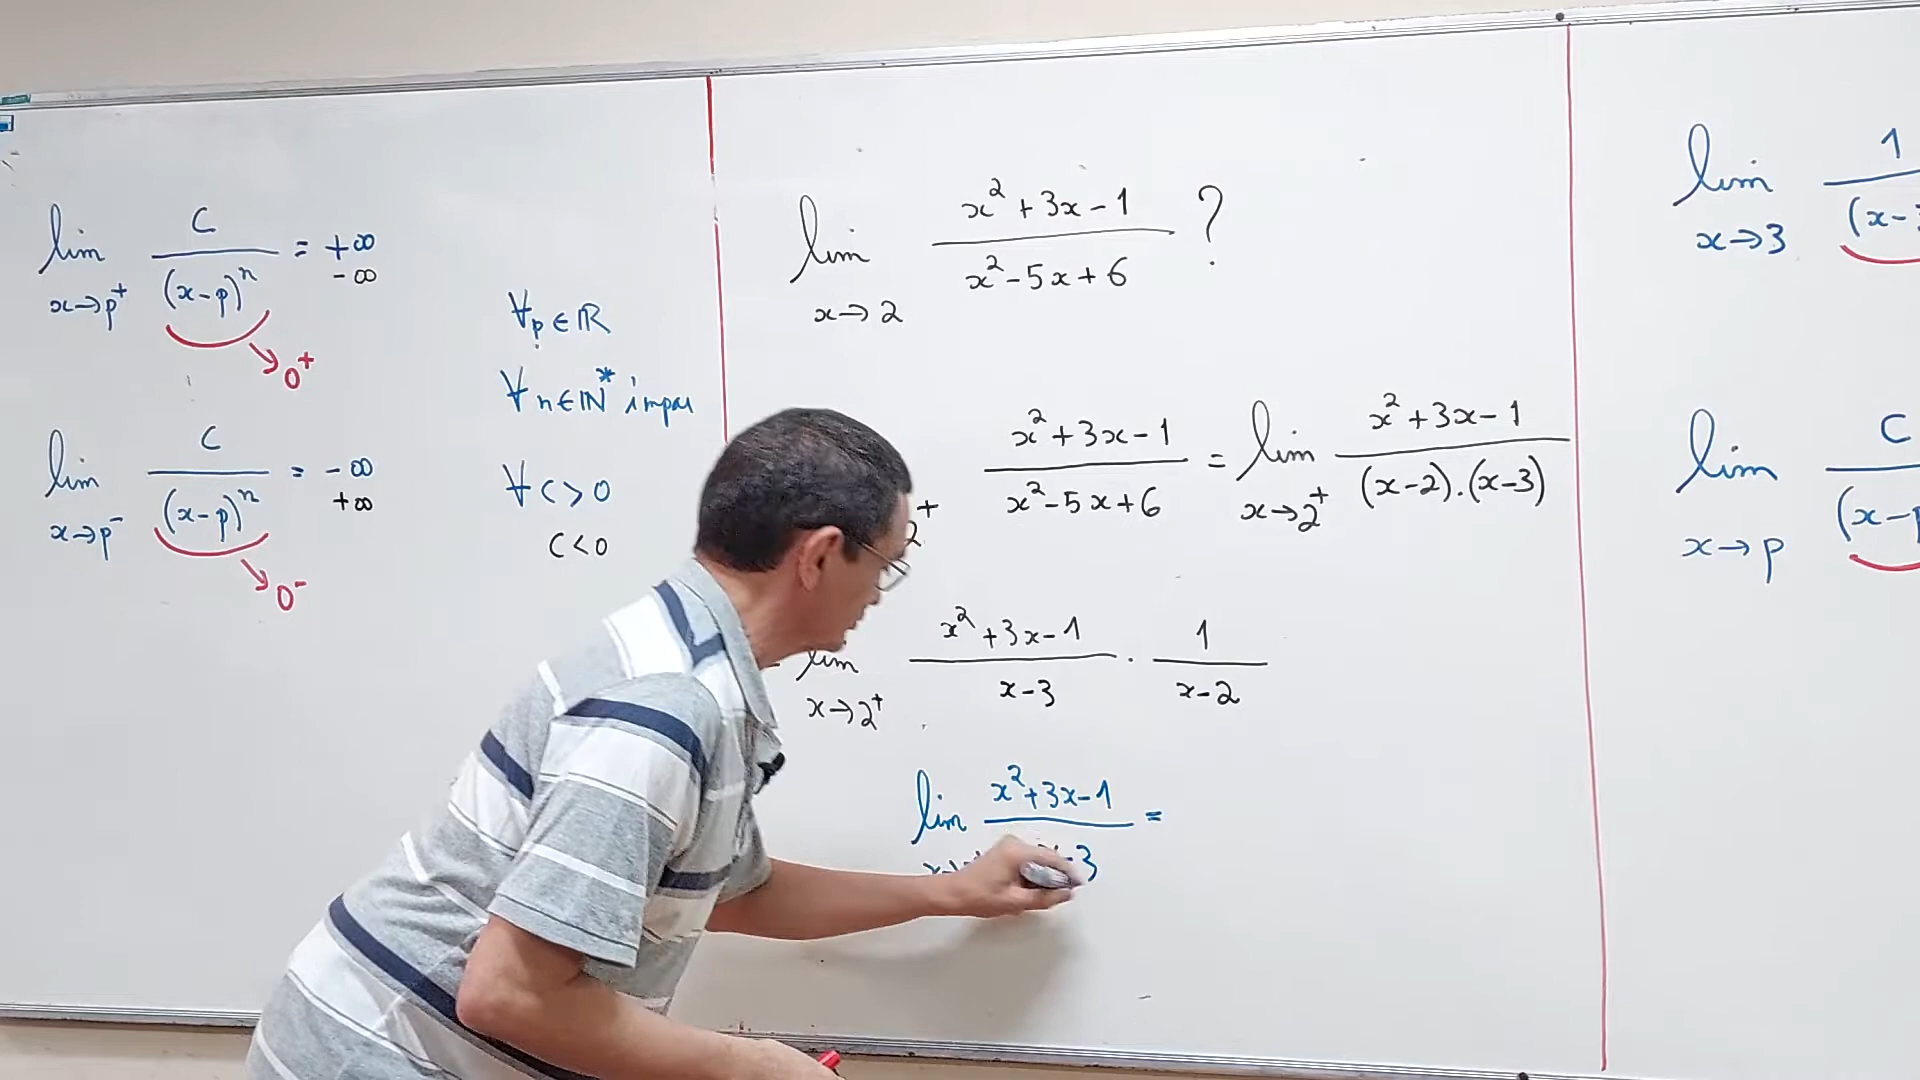 lim x→p⁺ C/(x-p)ⁿ = +∞ -∞
→0⁺
lim x→p⁻ C/(x-p)ⁿ = -∞ +∞
→0⁻
∀p∈ℝ
∀n∈ℕ* impar
∀C>0
C<0
lim x→2 (x²+3x-1)/(x²-5x+6) ?
2⁺ (x²+3x-1)/(x²-5x+6) = lim x→2⁺ (x²+3x-1)/((x-2).(x-3))
= lim x→2⁺ (x²+3x-1)/(x-3) · 1/(x-2)
lim (x²+3x-1)/(x-3) =
lim x→3 1/(x-3
lim x→p C/(x-p